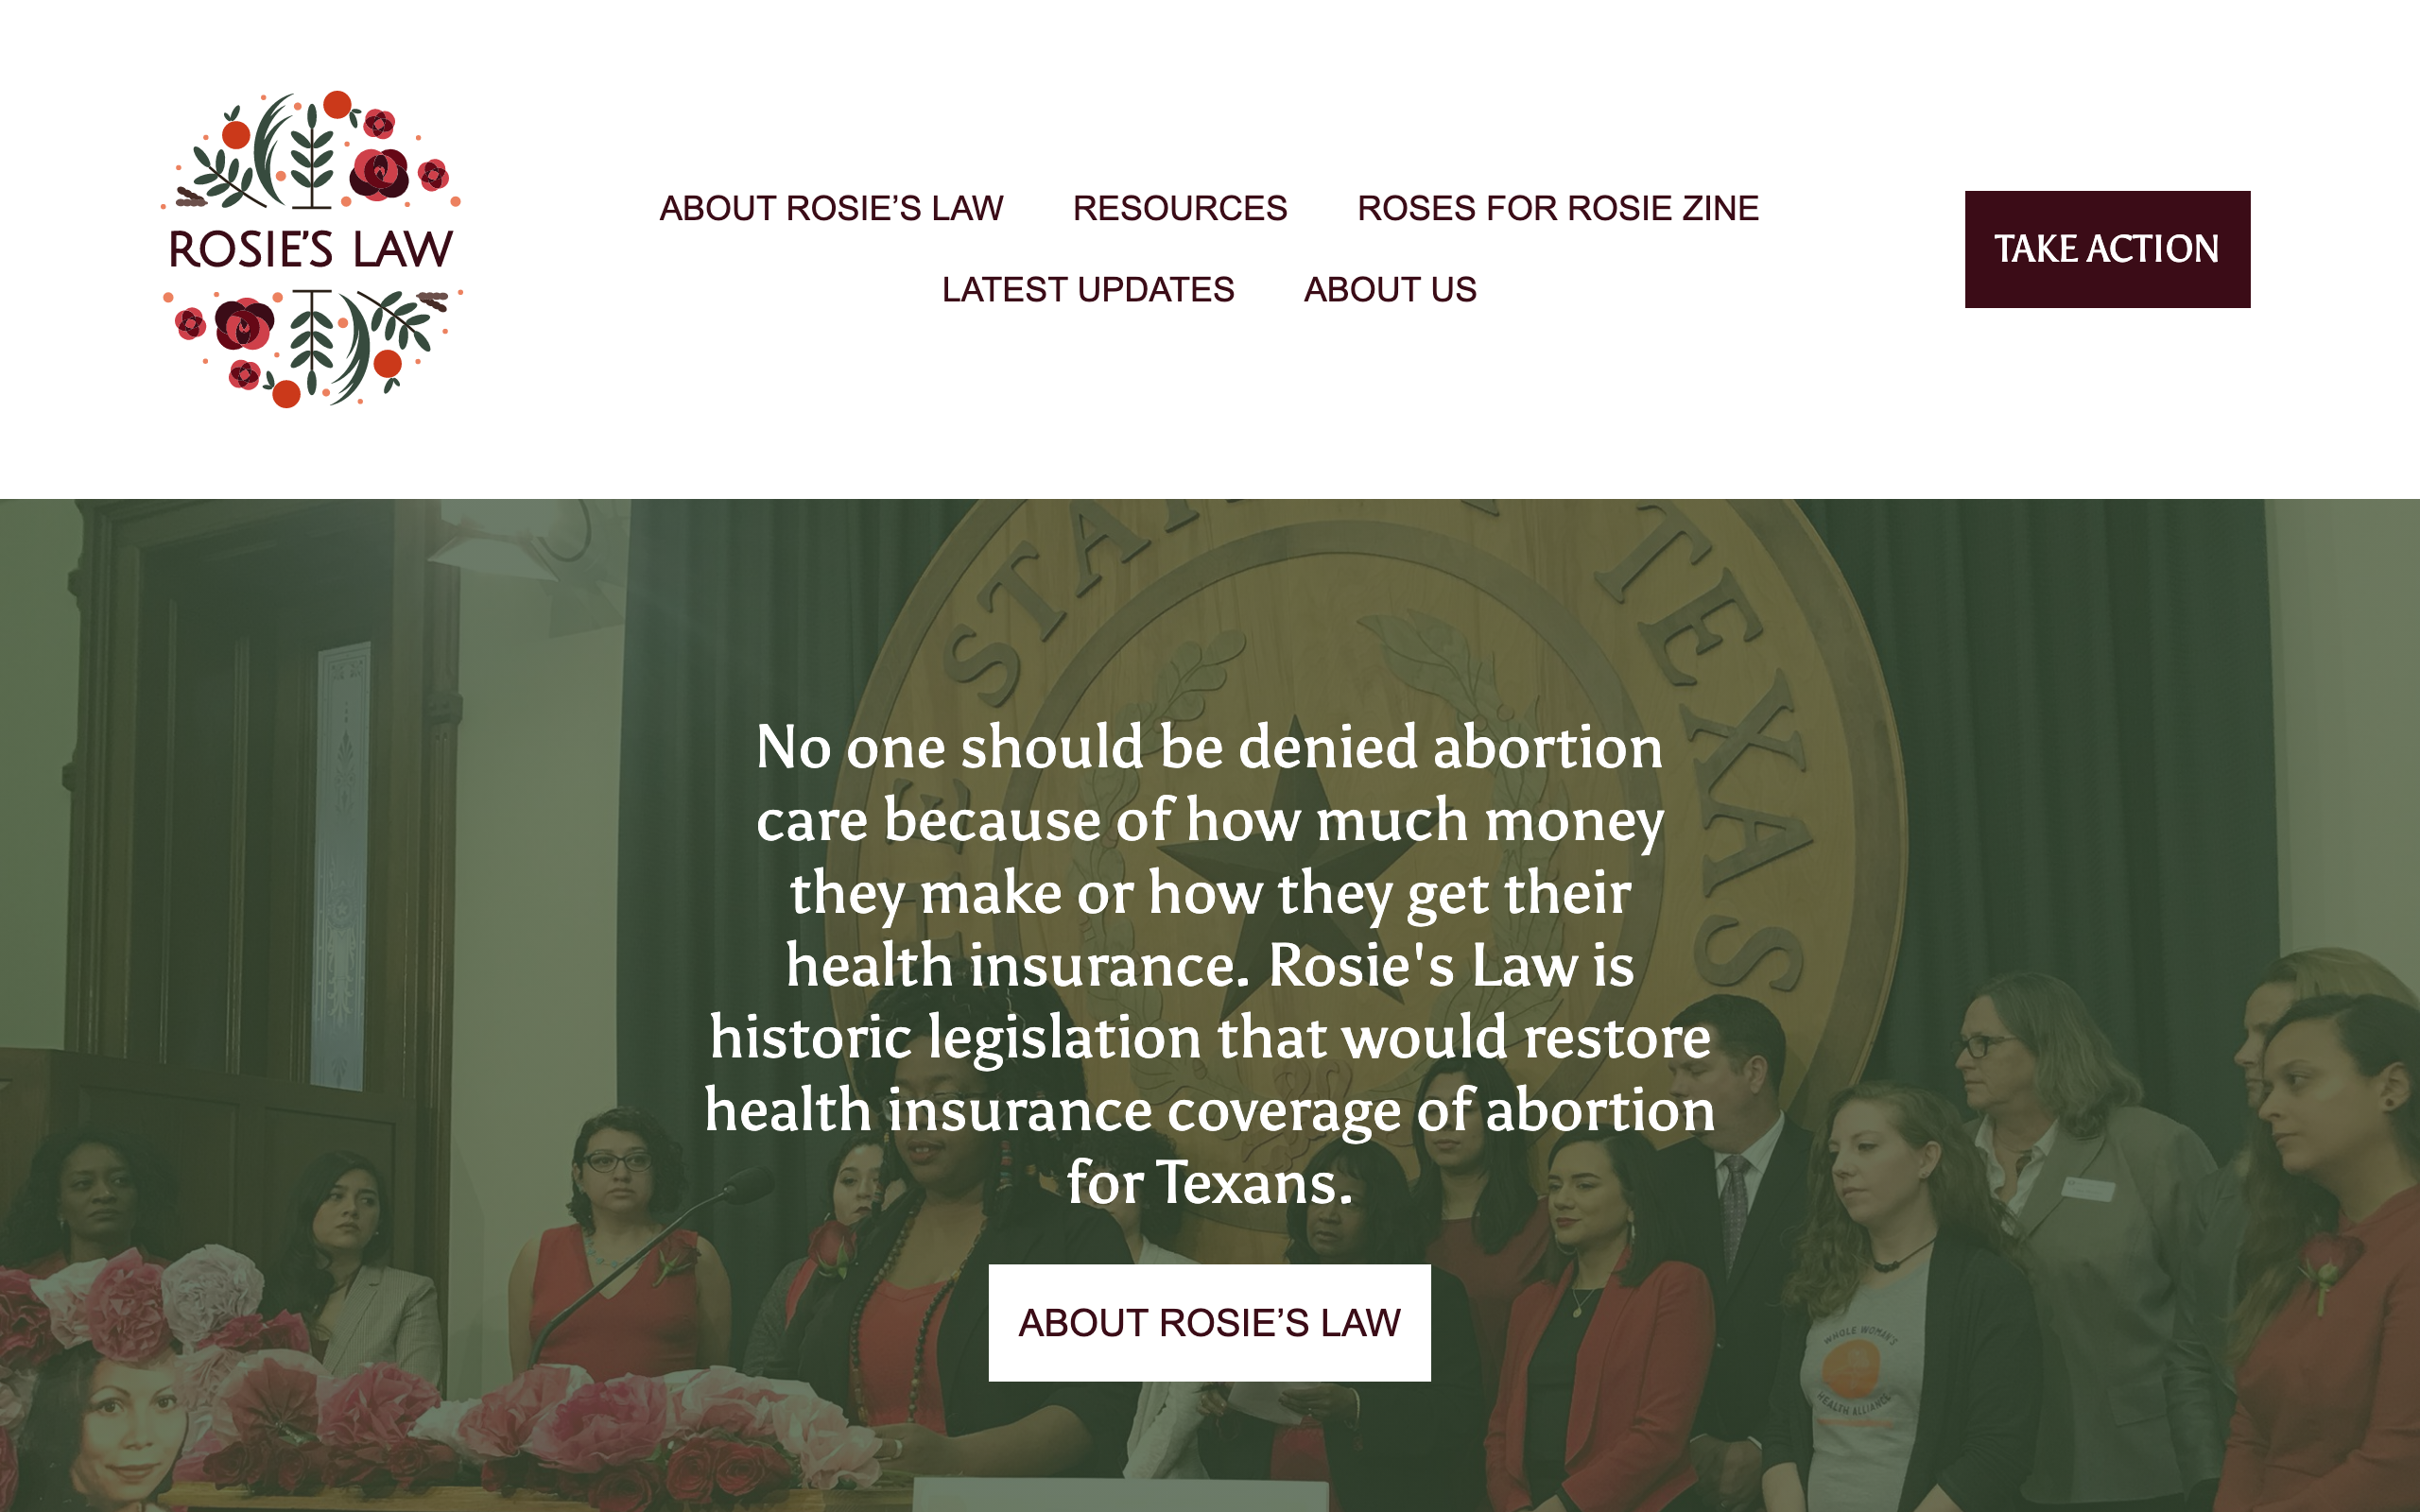 ROSIE'S LAW
ABOUT ROSIE’S LAW
RESOURCES
ROSES FOR ROSIE ZINE
LATEST UPDATES
ABOUT US
TAKE ACTION
TEXAS
No one should be denied abortion
care because of how much money
they make or how they get their
health insurance. Rosie's Law is
historic legislation that would restore
health insurance coverage of abortion
for Texans.
ABOUT ROSIE’S LAW
WHOLE WOMAN'S
HEALTH ALLIANCE